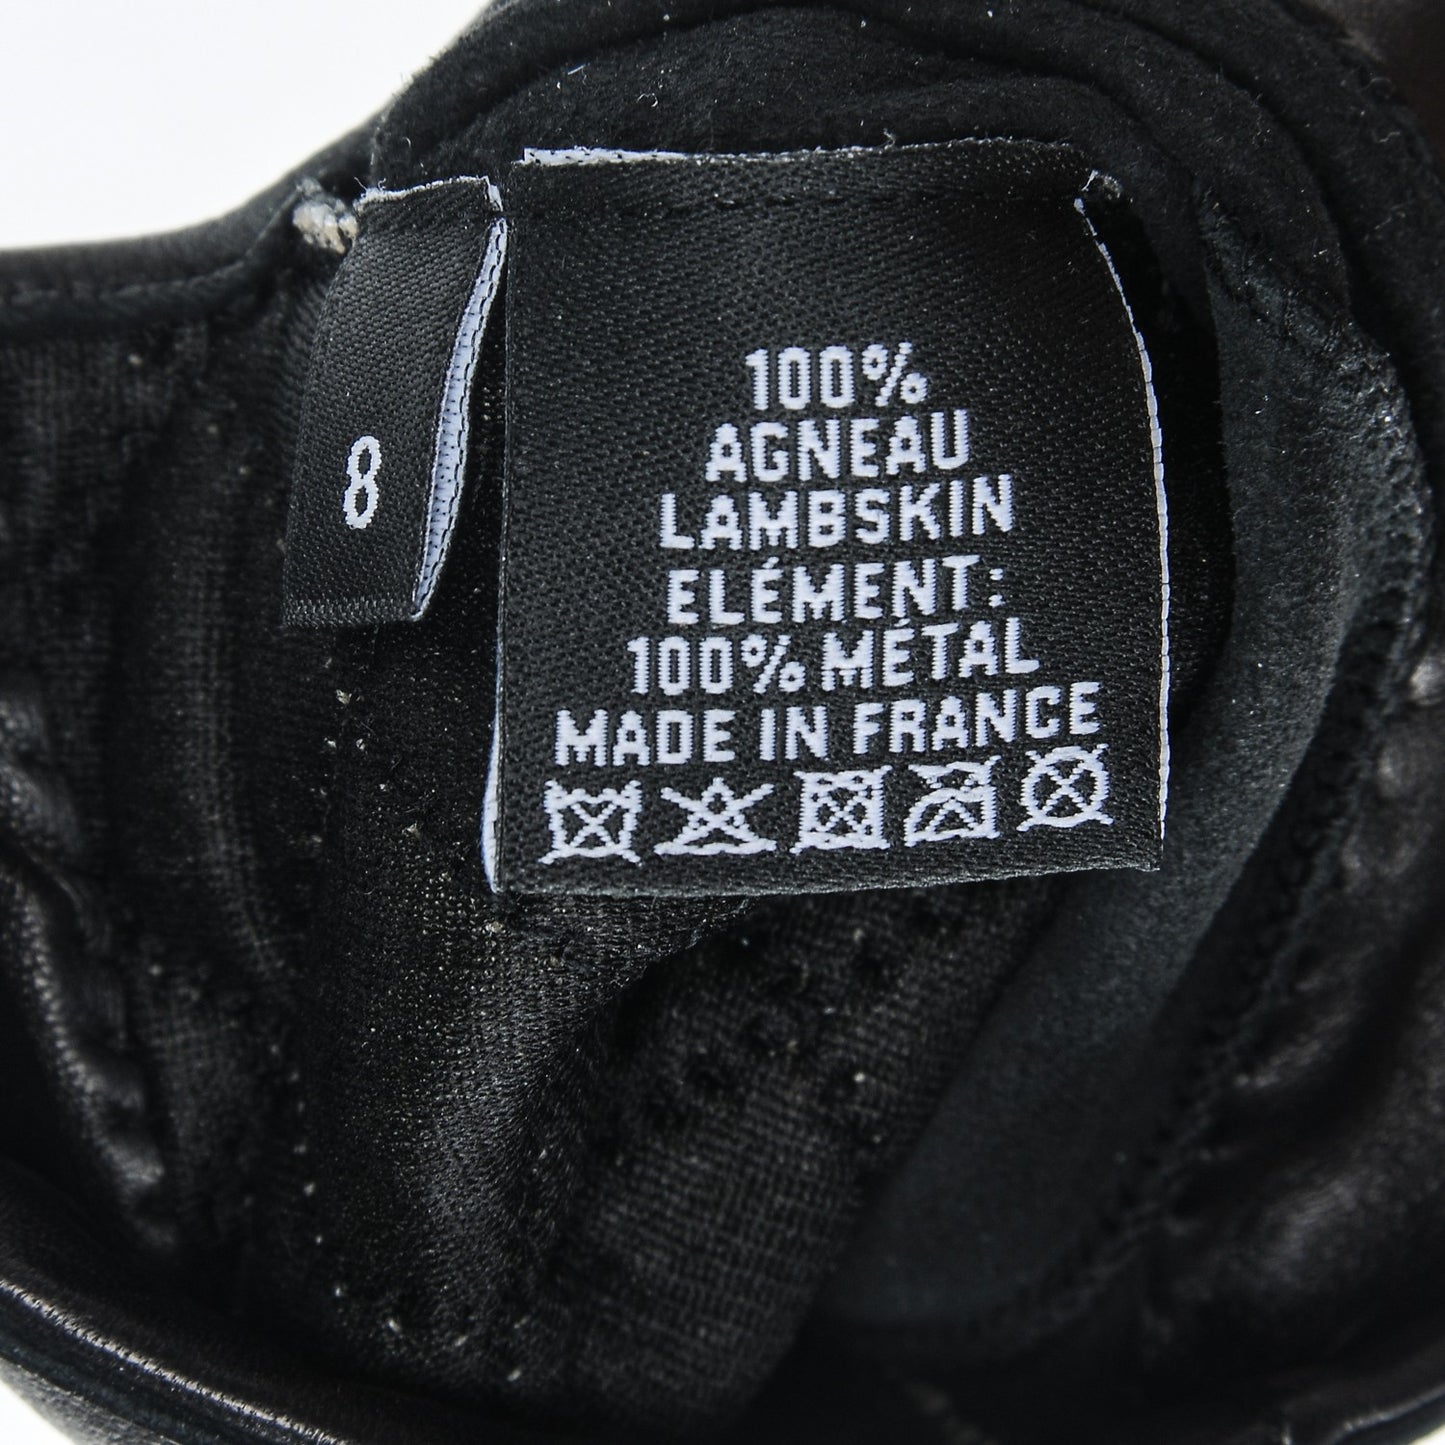 8
100%
AGNEAU
LAMBSKIN
ELÉMENT:
100% MÉTAL
MADE IN FRANCE